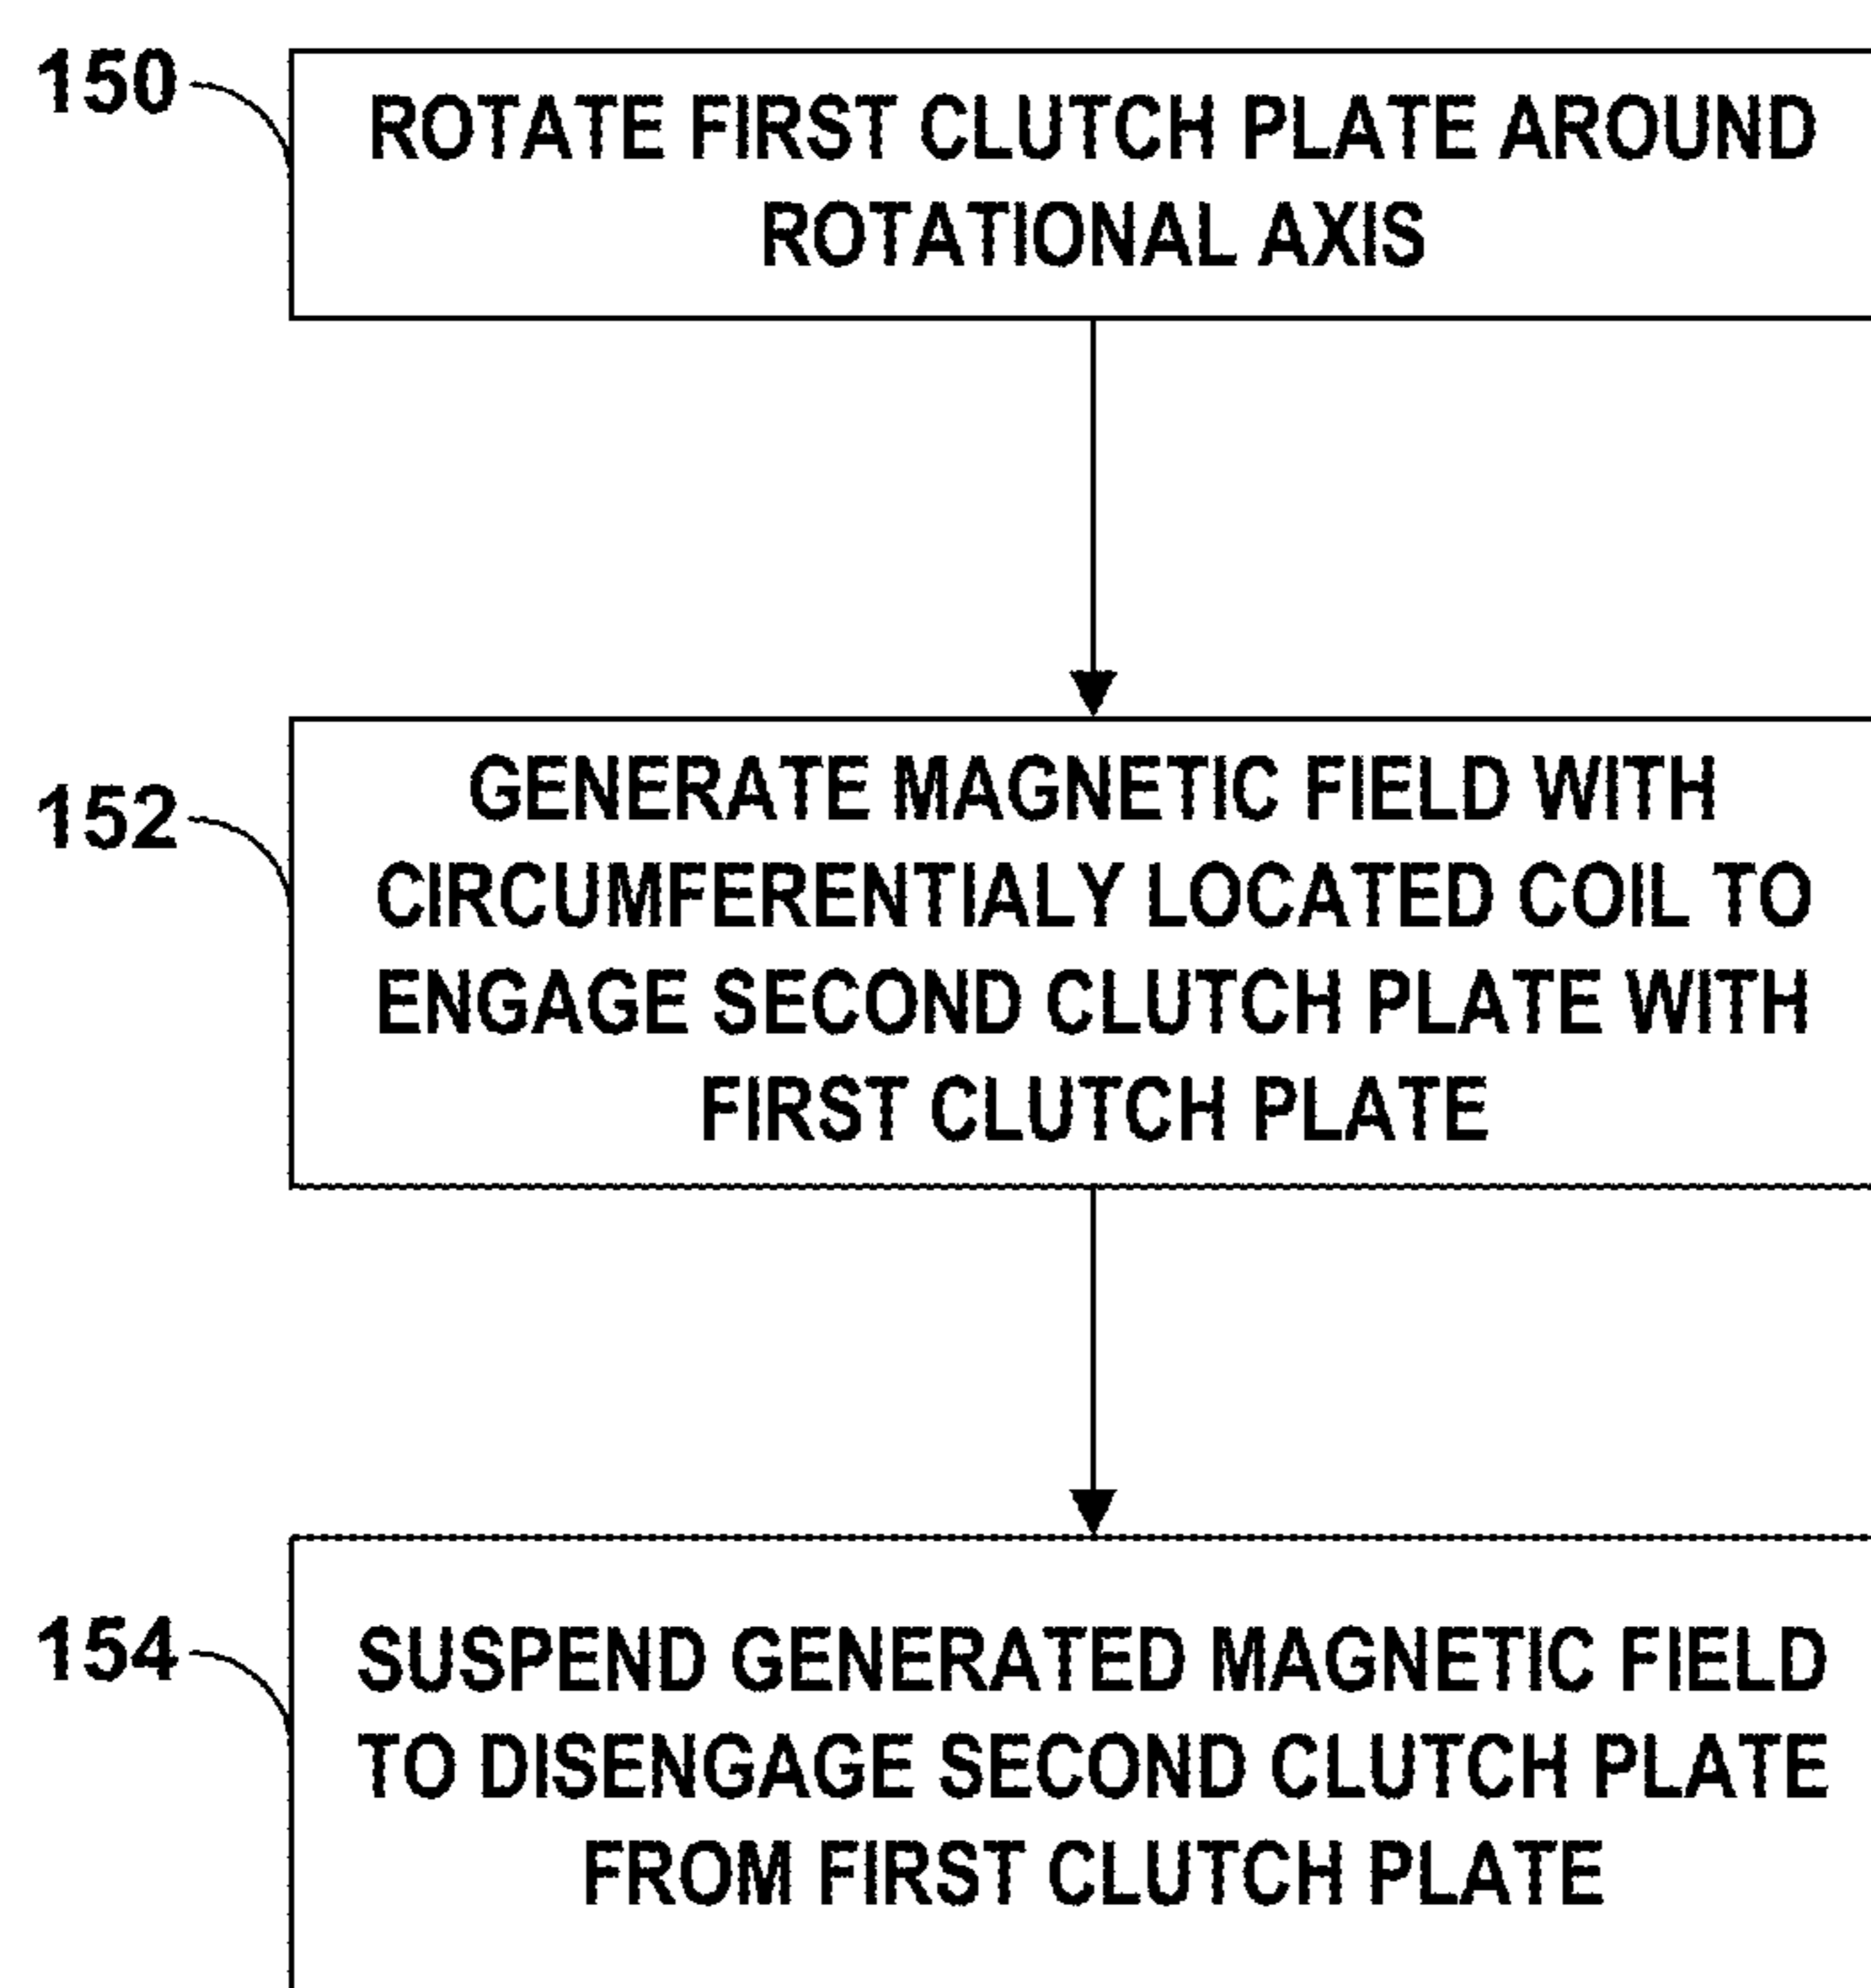 150
ROTATE FIRST CLUTCH PLATE AROUND
ROTATIONAL AXIS
152
GENERATE MAGNETIC FIELD WITH
CIRCUMFERENTIALY LOCATED COIL TO
ENGAGE SECOND CLUTCH PLATE WITH
FIRST CLUTCH PLATE
154
SUSPEND GENERATED MAGNETIC FIELD
TO DISENGAGE SECOND CLUTCH PLATE
FROM FIRST CLUTCH PLATE